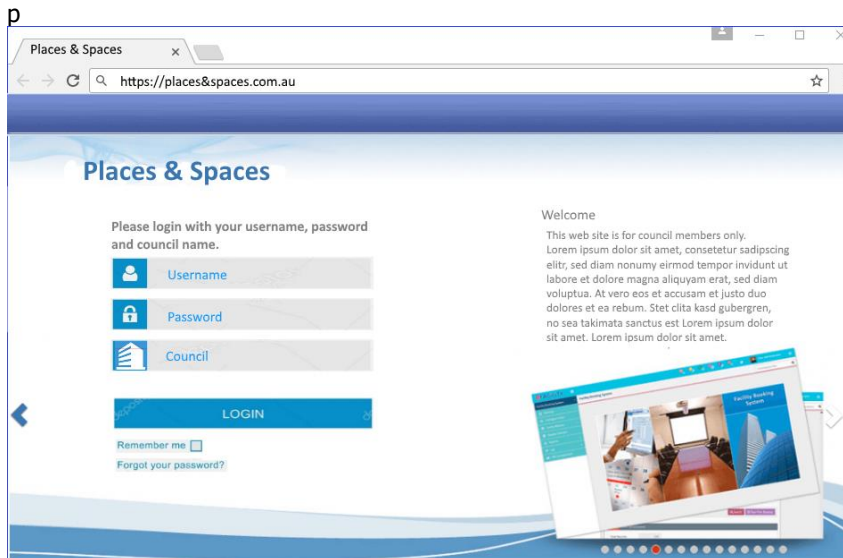 p
Places & Spaces
https://places&spaces.com.au
Places & Spaces
Please login with your username, password
and council name.
Username
Password
Council
LOGIN
Remember me
Forgot your password?
Welcome
This web site is for council members only.
Lorem ipsum dolor sit amet, consetetur sadipscing
elitr, sed diam nonumy eirmod tempor invidunt ut
labore et dolore magna aliquyam erat, sed diam
voluptua. At vero eos et accusam et justo duo
dolores et ea rebum. Stet clita kasd gubergren,
no sea takimata sanctus est Lorem ipsum dolor
sit amet. Lorem ipsum dolor sit amet.
Facility Booking
System